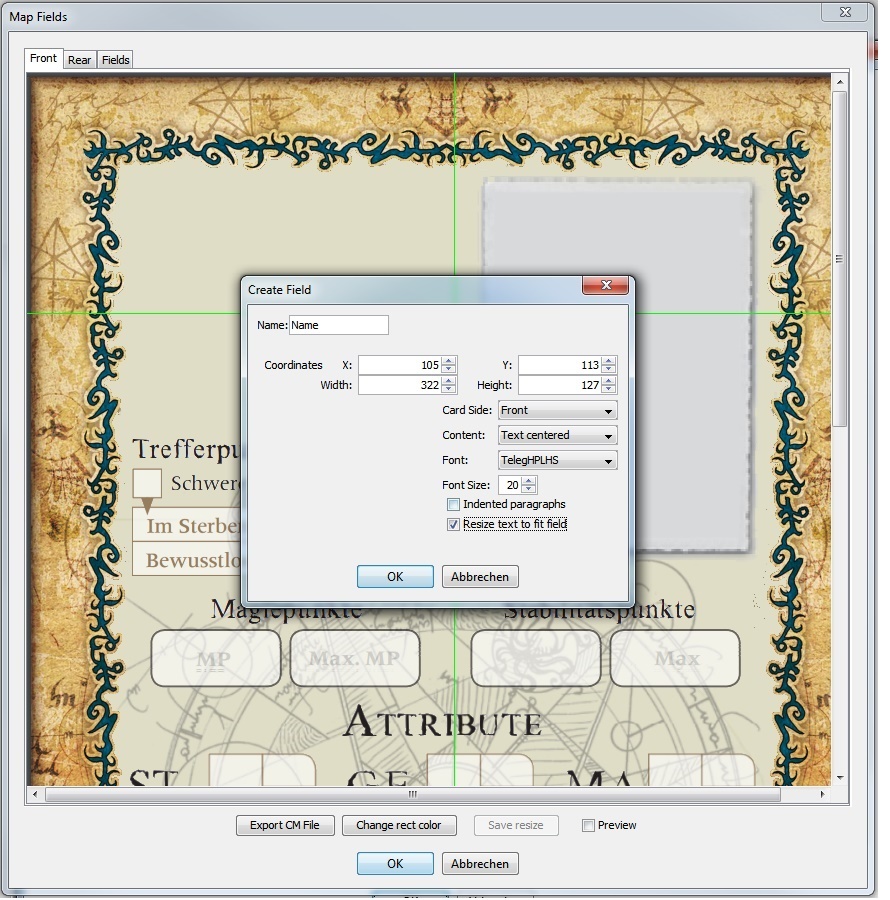 Map Fields
Front Rear Fields
Create Field
Name: Name
Coordinates X: 105 Y: 113
Width: 322 Height: 127
Card Side: Front
Content: Text centered
Font: TelegHPLHS
Font Size: 20
Indented paragraphs
Resize text to fit field
OK Abbrechen
Trefferpu
Schwere
Im Sterbe
Bewusstlo
Magiepunkte Stabilitätspunkte
MP Max. MP Max
ATTRIBUTE
ST GE MA
Export CM File Change rect color Save resize Preview
OK Abbrechen